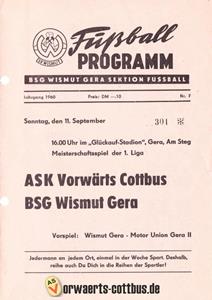 Fußball
PROGRAMM
BSG WISMUT GERA SEKTION FUSSBALL
Jahrgang 1960 Preis: DM —.10 Nr. 7
Sonntag, den 11. September 301 ※
16.00 Uhr im „Glückauf-Stadion“, Gera, Am Steg
Meisterschaftsspiel der 1. Liga
ASK Vorwärts Cottbus
BSG Wismut Gera
Vorspiel: Wismut Gera - Motor Union Gera II
Jedermann an jedem Ort, einmal in der Woche Sport. Deshalb,
reihe auch Du Dich in die Reihen der Sportler!
vorwaerts-cottbus.de